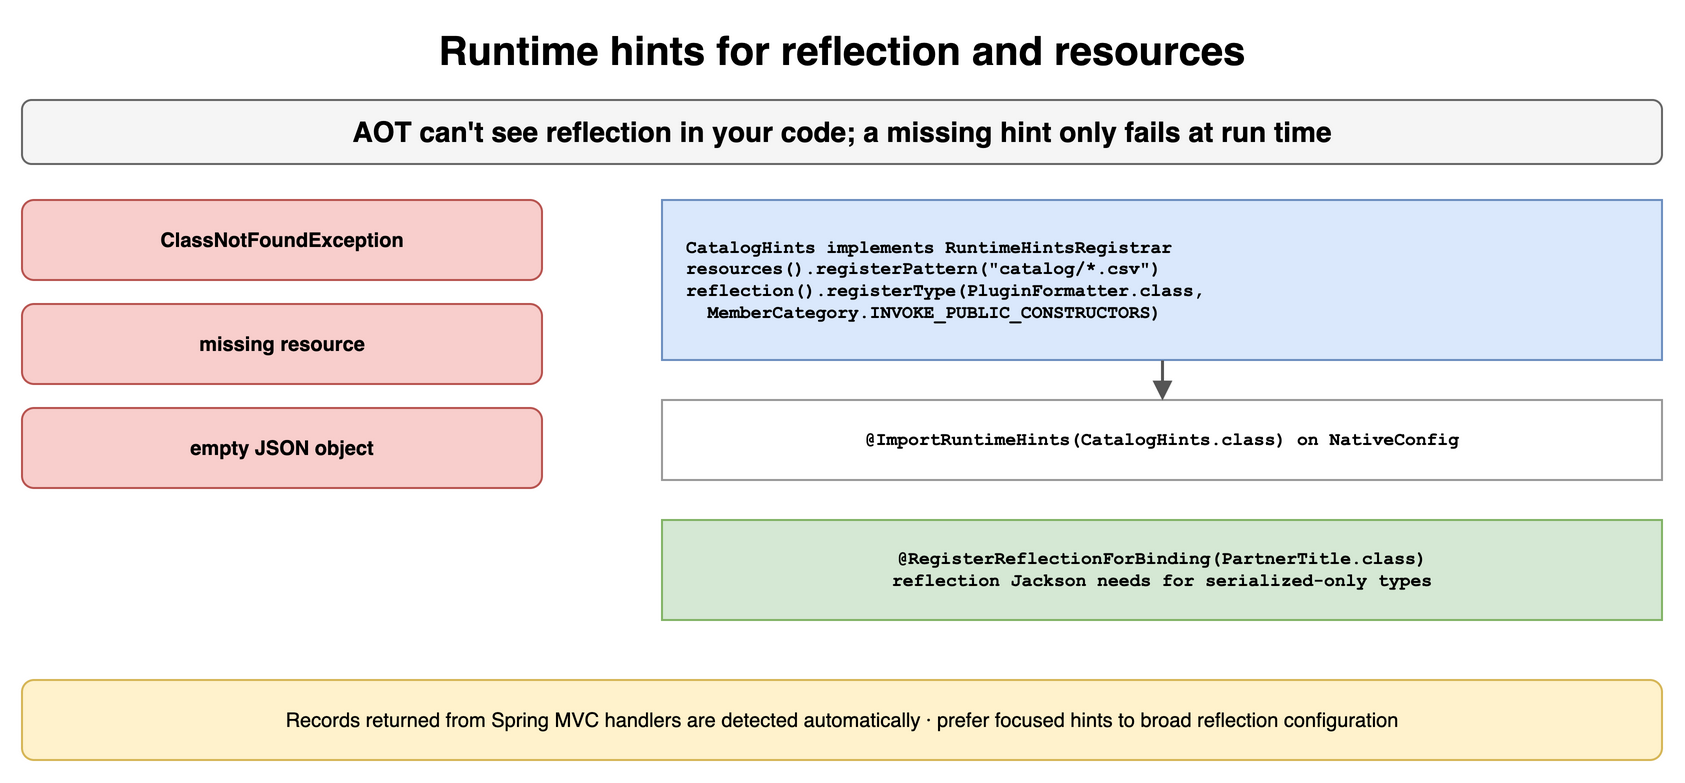 Runtime hints for reflection and resources
AOT can't see reflection in your code; a missing hint only fails at run time
ClassNotFoundException
missing resource
empty JSON object
CatalogHints implements RuntimeHintsRegistrar
resources().registerPattern("catalog/*.csv")
reflection().registerType(PluginFormatter.class,
  MemberCategory.INVOKE_PUBLIC_CONSTRUCTORS)
@ImportRuntimeHints(CatalogHints.class) on NativeConfig
@RegisterReflectionForBinding(PartnerTitle.class)
reflection Jackson needs for serialized-only types
Records returned from Spring MVC handlers are detected automatically · prefer focused hints to broad reflection configuration